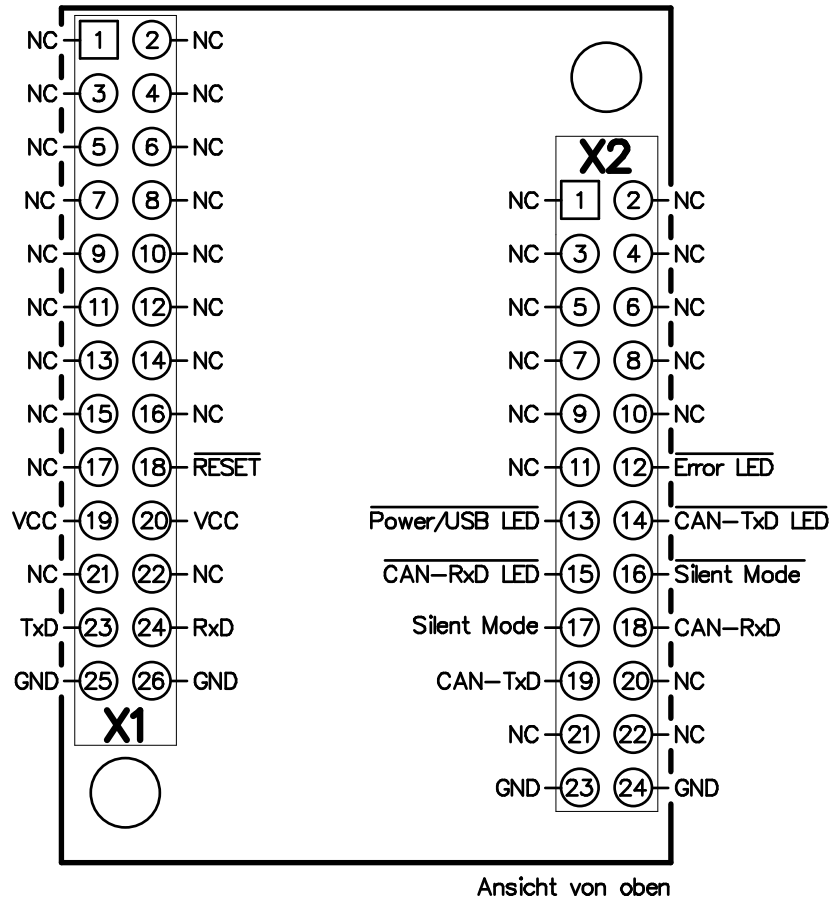 NC 1 2 NC
NC 3 4 NC
NC 5 6 NC
X2
NC 7 8 NC NC 1 2 NC
NC 9 10 NC NC 3 4 NC
NC 11 12 NC NC 5 6 NC
NC 13 14 NC NC 7 8 NC
NC 15 16 NC NC 9 10 NC
NC 17 18 RESET NC 11 12 Error LED
VCC 19 20 VCC Power/USB LED 13 14 CAN-TxD LED
NC 21 22 NC CAN-RxD LED 15 16 Silent Mode
TxD 23 24 RxD Silent Mode 17 18 CAN-RxD
GND 25 26 GND CAN-TxD 19 20 NC
X1
NC 21 22 NC
GND 23 24 GND
Ansicht von oben